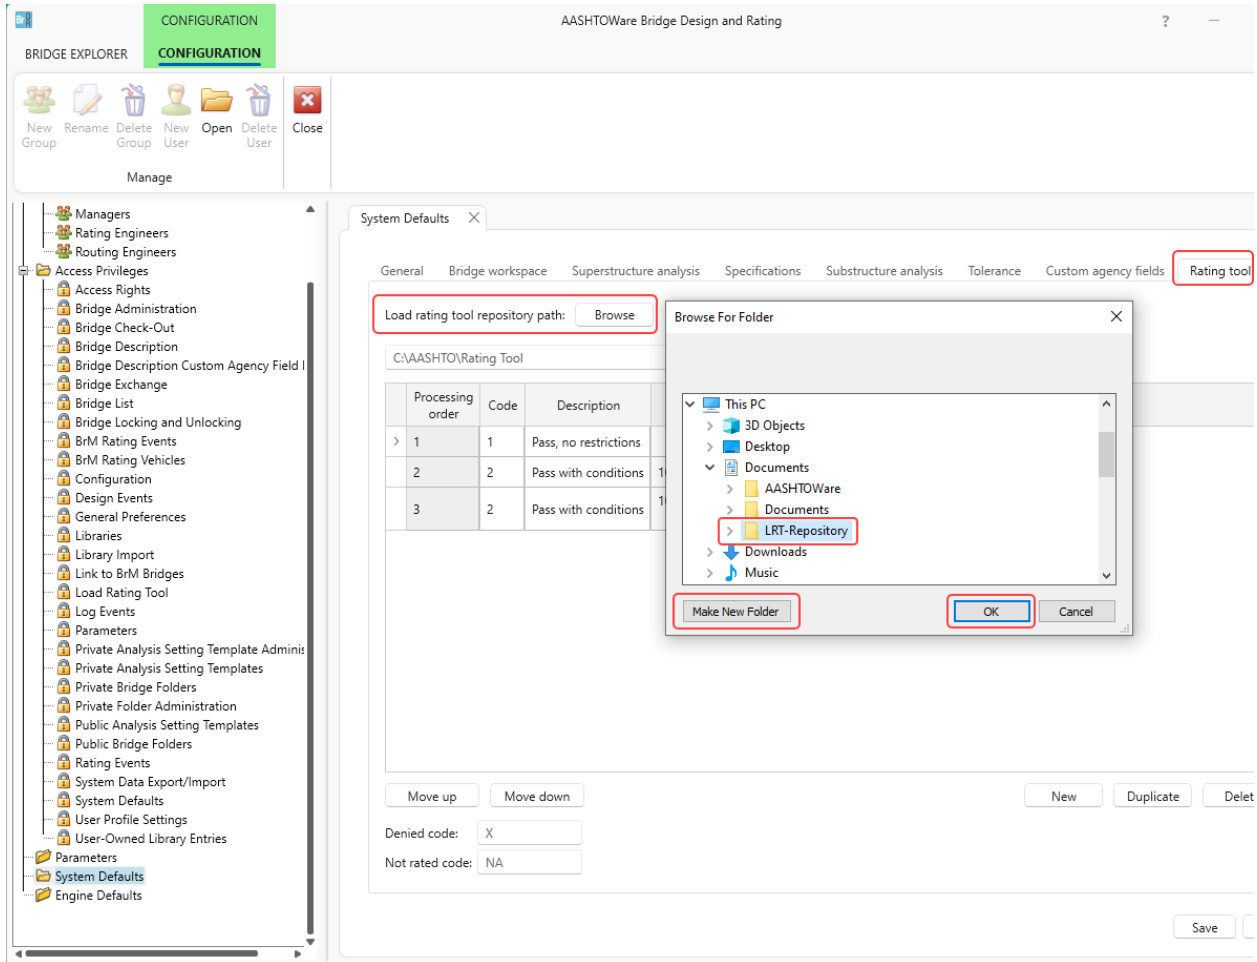 Br
CONFIGURATION
AASHTOWare Bridge Design and Rating
?
BRIDGE EXPLORER
CONFIGURATION
New Group
Rename
Delete Group
New User
Open
Delete User
Close
Manage
Managers
Rating Engineers
Routing Engineers
Access Privileges
Access Rights
Bridge Administration
Bridge Check-Out
Bridge Description
Bridge Description Custom Agency Field
Bridge Exchange
Bridge List
Bridge Locking and Unlocking
BrM Rating Events
BrM Rating Vehicles
Configuration
Design Events
General Preferences
Libraries
Library Import
Link to BrM Bridges
Load Rating Tool
Log Events
Parameters
Private Analysis Setting Template Adminis
Private Analysis Setting Templates
Private Bridge Folders
Private Folder Administration
Public Analysis Setting Templates
Public Bridge Folders
Rating Events
System Data Export/Import
System Defaults
User Profile Settings
User-Owned Library Entries
Parameters
System Defaults
Engine Defaults
System Defaults
General Bridge workspace Superstructure analysis Specifications Substructure analysis Tolerance Custom agency fields Rating tool
Load rating tool repository path: Browse
C:\AASHTO\Rating Tool
Processing order Code Description
1 1 Pass, no restrictions
2 2 Pass with conditions 10
3 2 Pass with conditions 10
Browse For Folder
This PC
3D Objects
Desktop
Documents
AASHTOWare
Documents
LRT-Repository
Downloads
Music
Make New Folder OK Cancel
Move up Move down New Duplicate Delet
Denied code: X
Not rated code: NA
Save